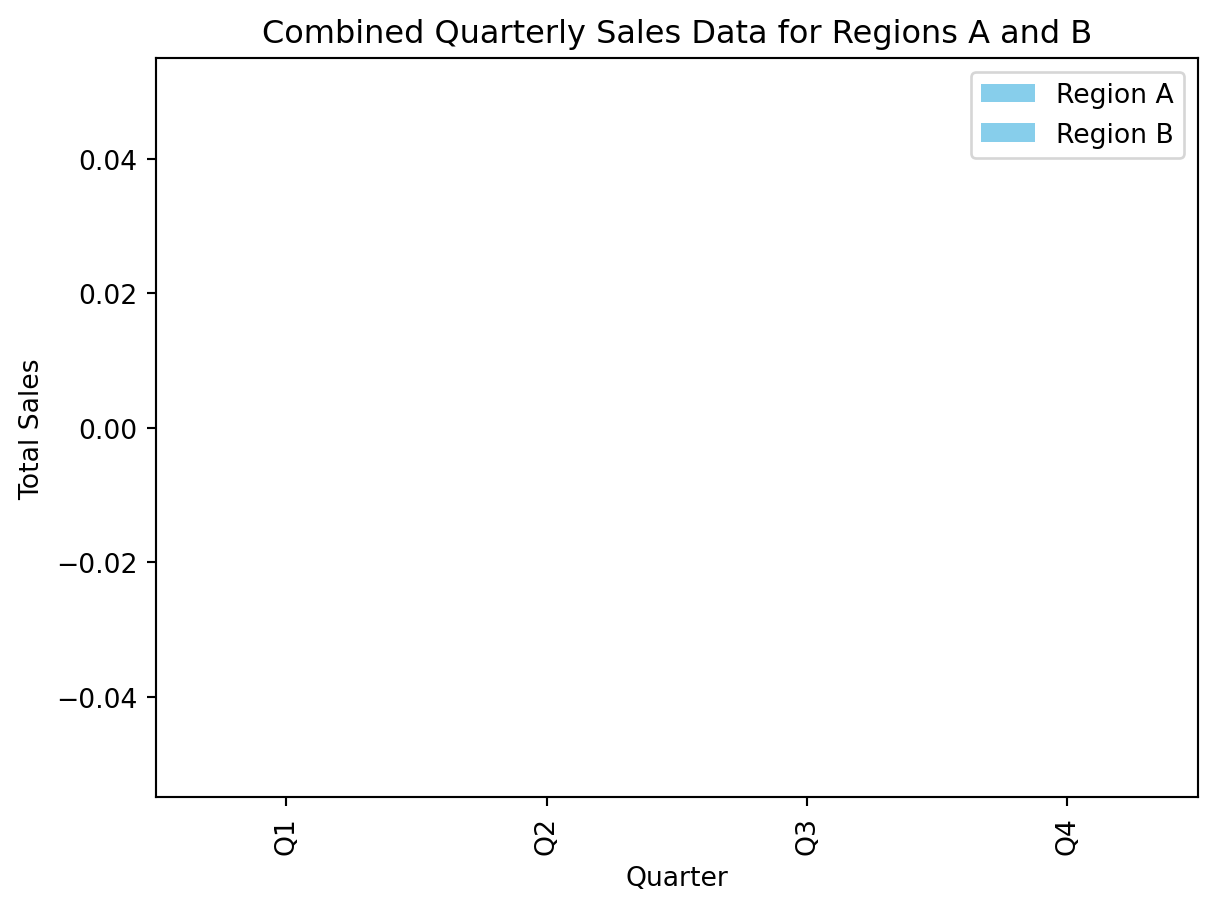 Combined Quarterly Sales Data for Regions A and B
Region A
Region B
0.04
0.02
0.00
−0.02
−0.04
Total Sales
Q1
Q2
Q3
Q4
Quarter